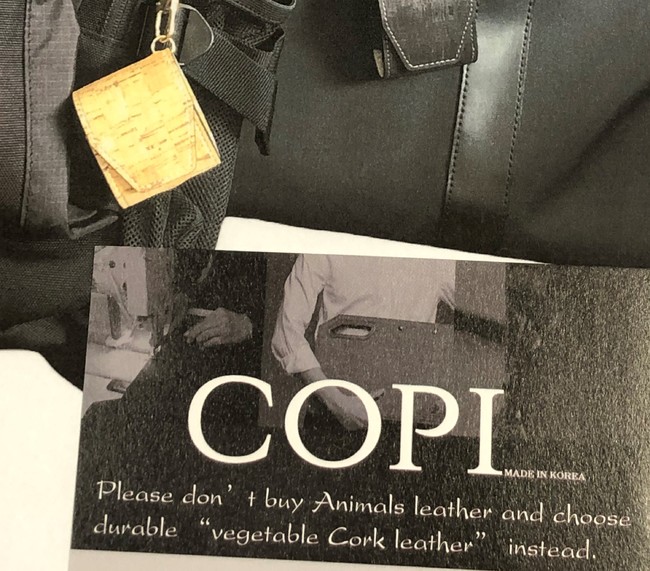 COPI
MADE IN KOREA
Please don’ t buy Animals leather and choose
durable “vegetable Cork leather” instead.